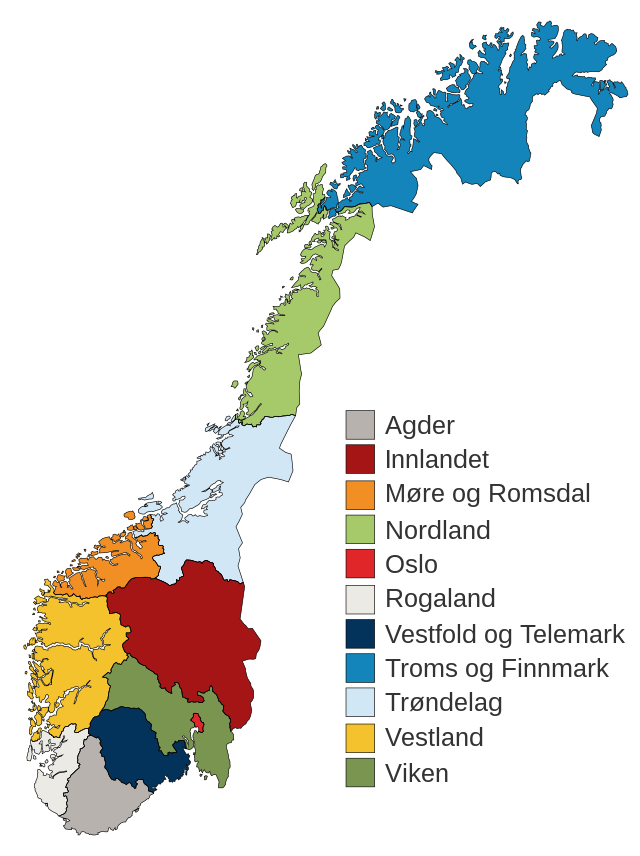 Agder
Innlandet
Møre og Romsdal
Nordland
Oslo
Rogaland
Vestfold og Telemark
Troms og Finnmark
Trøndelag
Vestland
Viken